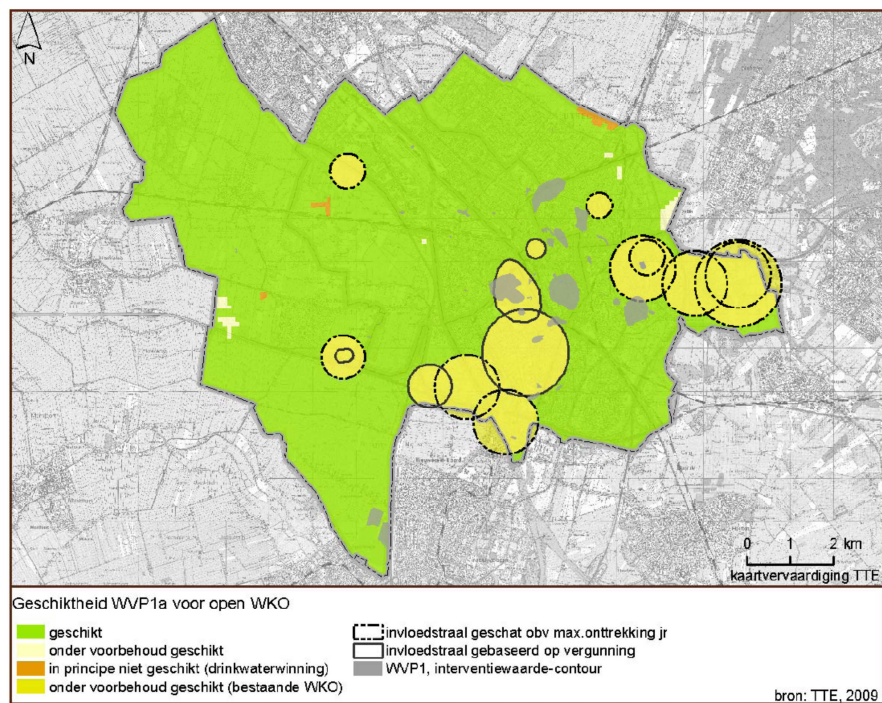 N
0 1 2 km
kaartvervaardiging TTE
Geschiktheid WVP1a voor open WKO
geschikt
onder voorbehoud geschikt
in principe niet geschikt (drinkwaterwinning)
onder voorbehoud geschikt (bestaande WKO)
invloedstraal geschat obv max.onttrekking jr
invloedstraal gebaseerd op vergunning
WVP1, interventiewaarde-contour
bron: TTE, 2009